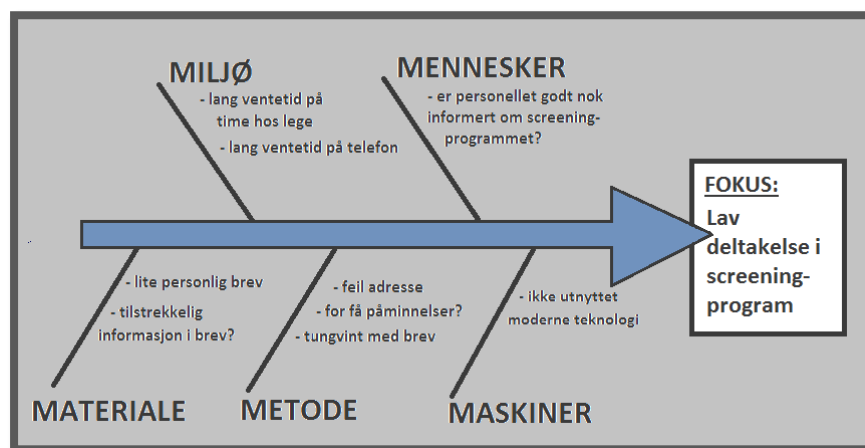 MILJØ
- lang ventetid på
time hos lege
- lang ventetid på telefon
MENNESKER
- er personellet godt nok
informert om screening-
programmet?
FOKUS:
Lav
deltakelse i
screening-
program
- lite personlig brev
- tilstrekkelig
informasjon i brev?
MATERIALE
- feil adresse
- for få påminnelser?
- tungvint med brev
METODE
- ikke utnyttet
moderne teknologi
MASKINER